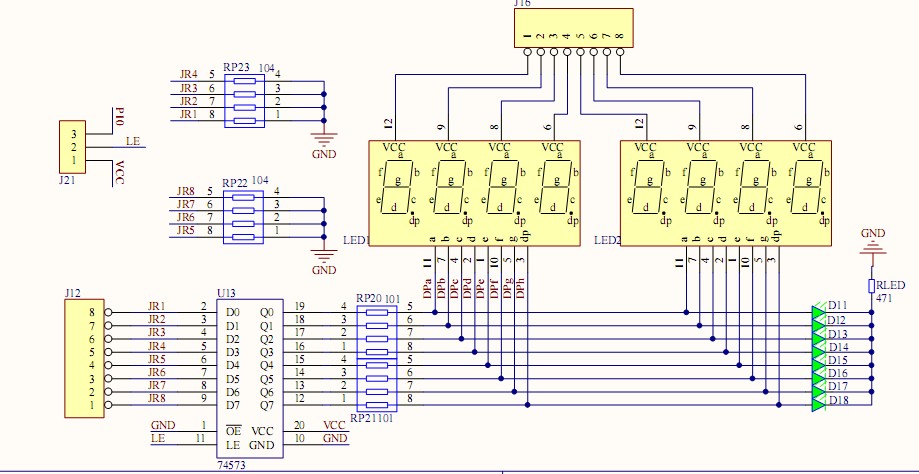 J16
1 2 3 4 5 6 7 8
RP23 104
JR4 5 4
JR3 6 3
JR2 7 2
JR1 8 1
GND
P10
3
2 LE
1
VCC
J21
12 9 8 6 12 9 8 6
VCC VCC VCC VCC VCC VCC VCC VCC
a a a a a a a a
f b f b f b f b f b f b f b f b
g g g g g g g g
e c e c e c e c e c e c e c e c
d d d d d d d d
dp dp dp dp dp dp dp dp
RP22 104
JR8 5 4
JR7 6 3
JR6 7 2
JR5 8 1
GND
LED1 a b c d e f g dp
LED2 a b c d e f g dp
11 7 4 2 1 10 5 3
11 7 4 2 1 10 5 3
DPa DPb DPc DPd DPe DPf DPg DPh
GND
RLED
471
J12
U13
RP20 101
8 JR1 2 D0 Q0 19 4 5 D11
7 JR2 3 D1 Q1 18 3 6 D12
6 JR3 4 D2 Q2 17 2 7 D13
5 JR4 5 D3 Q3 16 1 8 D14
4 JR5 6 D4 Q4 15 4 5 D15
3 JR6 7 D5 Q5 14 3 6 D16
2 JR7 8 D6 Q6 13 2 7 D17
1 JR8 9 D7 Q7 12 1 8 D18
RP21101
GND 1 OE VCC 20 VCC
LE 11 LE GND 10 GND
74573